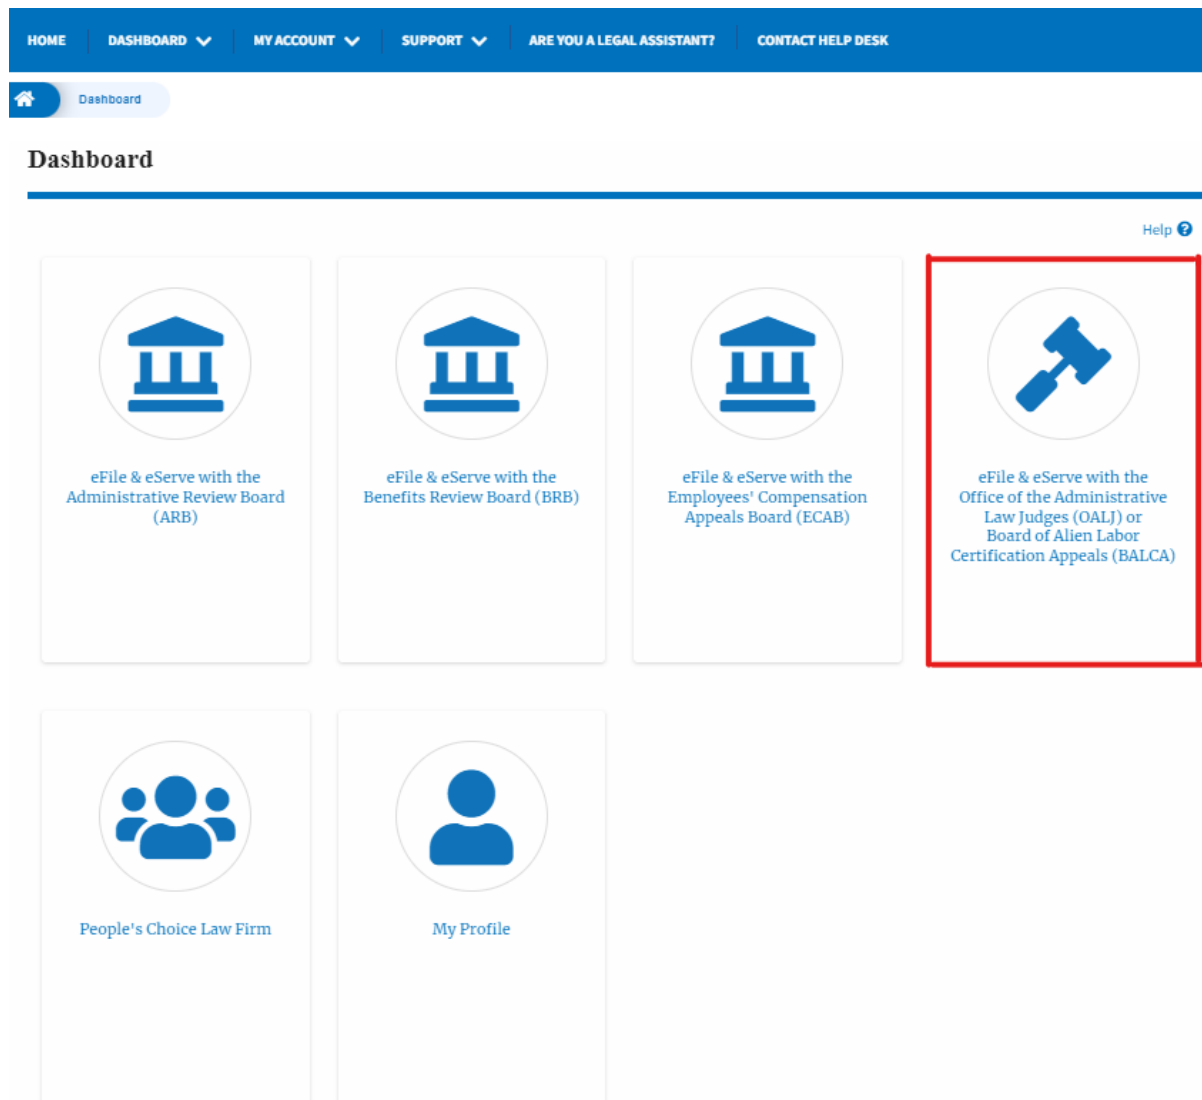 HOME DASHBOARD MY ACCOUNT SUPPORT ARE YOU A LEGAL ASSISTANT? CONTACT HELP DESK
Dashboard
Dashboard
Help
eFile & eServe with the
Administrative Review Board
(ARB)
eFile & eServe with the
Benefits Review Board (BRB)
eFile & eServe with the
Employees' Compensation
Appeals Board (ECAB)
eFile & eServe with the
Office of the Administrative
Law Judges (OALJ) or
Board of Alien Labor
Certification Appeals (BALCA)
People's Choice Law Firm
My Profile